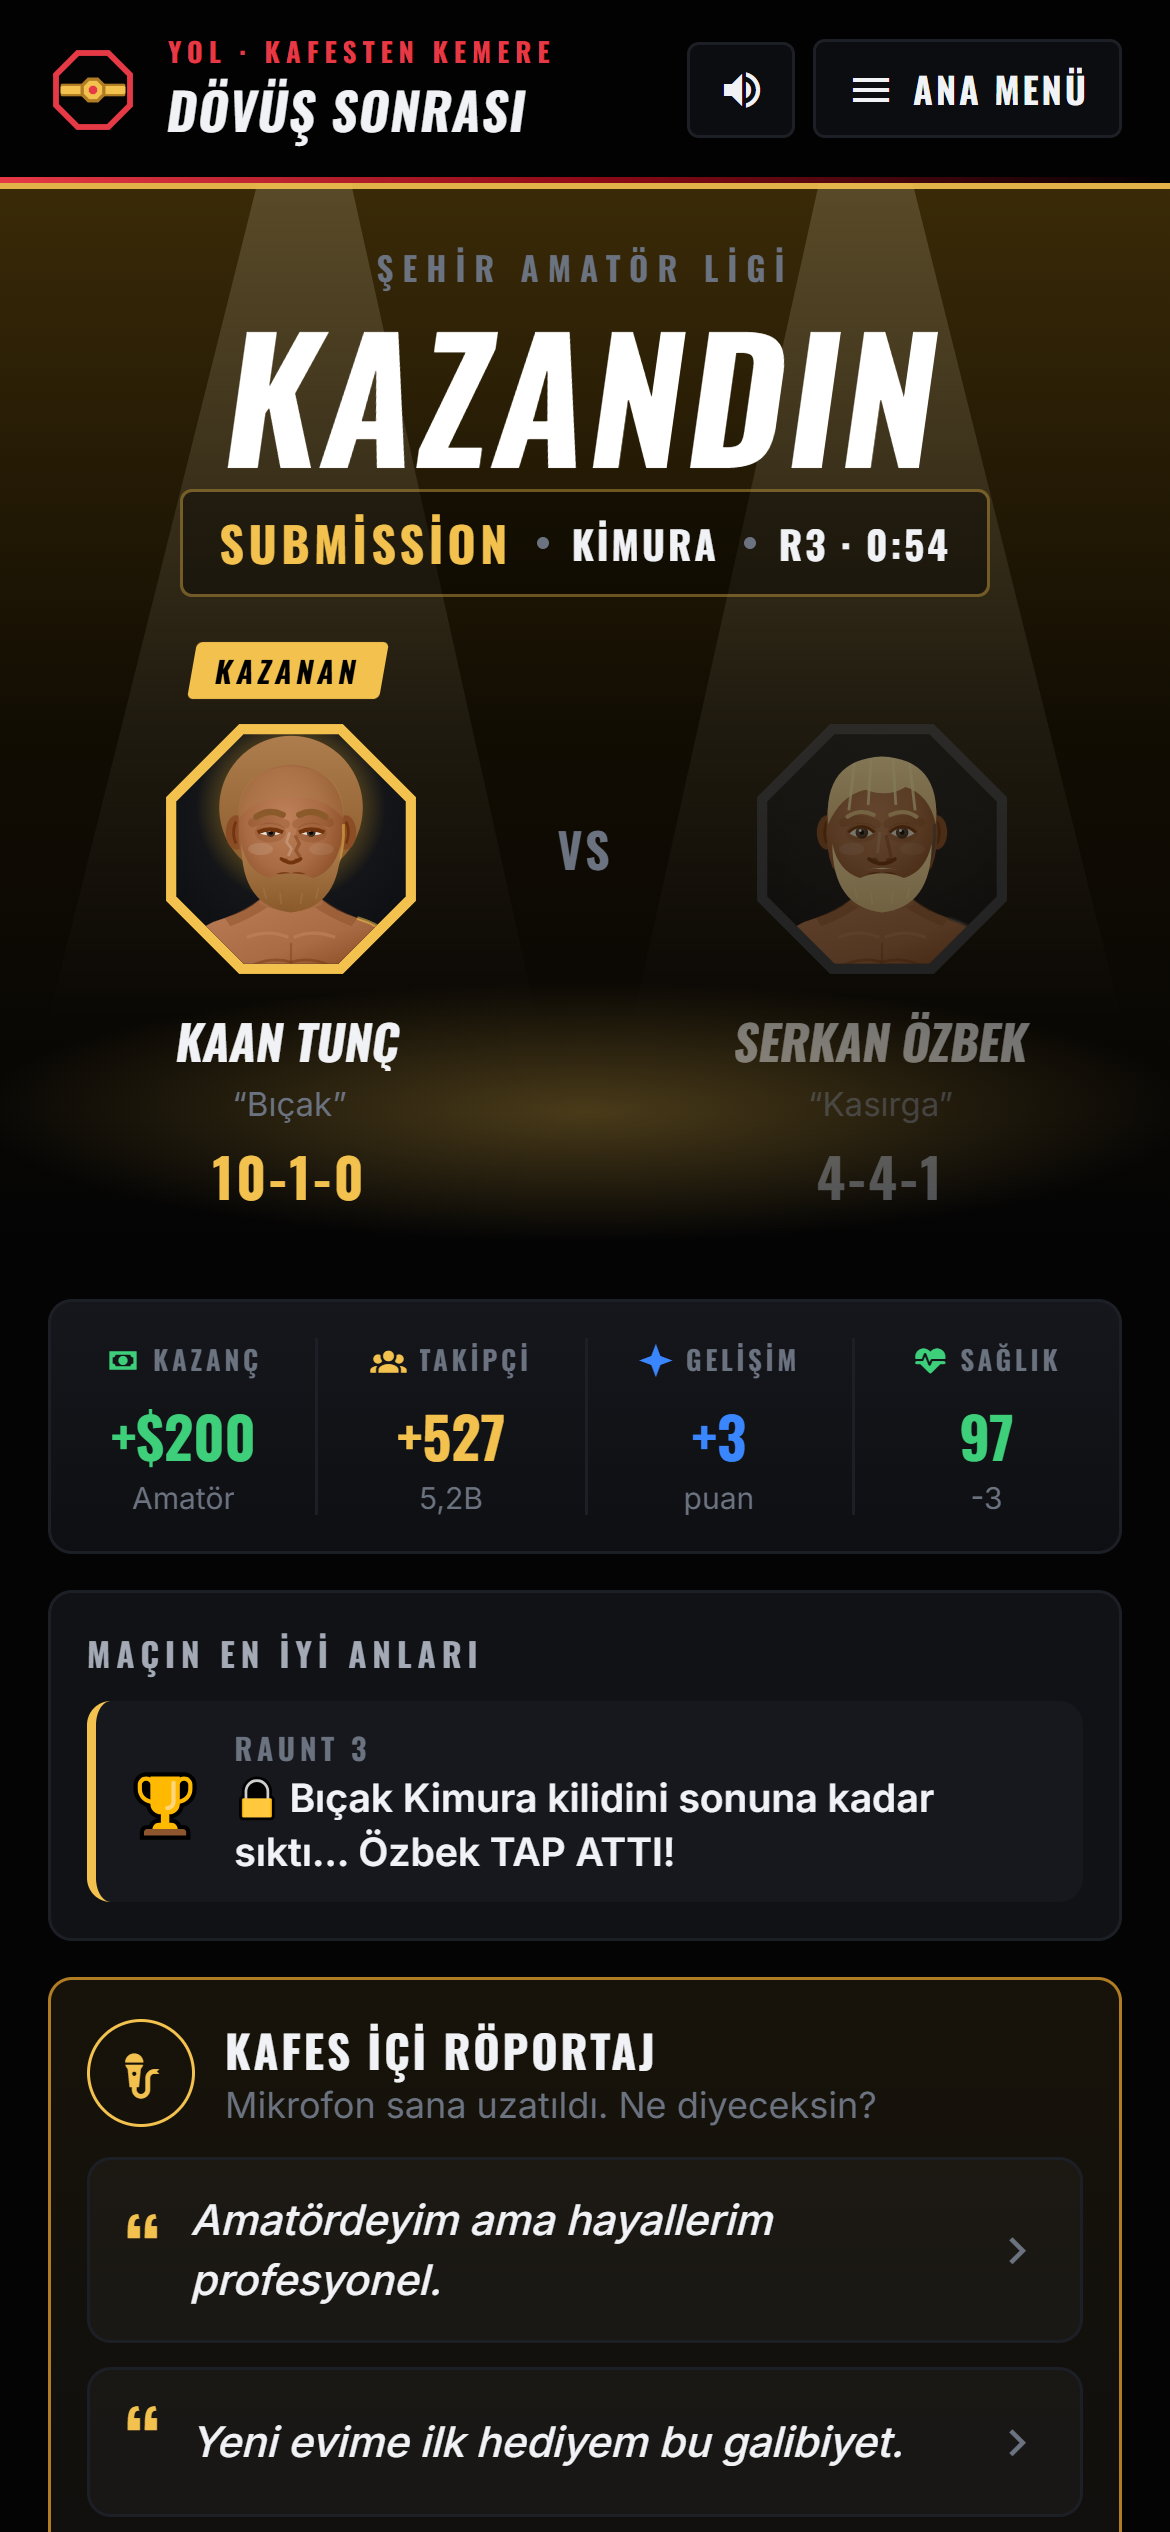 YOL · KAFESTEN KEMERE
DÖVÜŞ SONRASI
ANA MENÜ
ŞEHİR AMATÖR LİGİ
KAZANDIN
SUBMİSSİON • KİMURA • R3 · 0:54
KAZANAN
VS
KAAN TUNÇ
“Bıçak”
10-1-0
SERKAN ÖZBEK
“Kasırga”
4-4-1
KAZANÇ
+$200
Amatör
TAKİPÇİ
+527
5,2B
GELİŞİM
+3
puan
SAĞLIK
97
-3
MAÇIN EN İYİ ANLARI
RAUNT 3
🔒 Bıçak Kimura kilidini sonuna kadar
sıktı... Özbek TAP ATTI!
KAFES İÇİ RÖPORTAJ
Mikrofon sana uzatıldı. Ne diyeceksin?
“ Amatördeyim ama hayallerim
profesyonel.
“ Yeni evime ilk hediyem bu galibiyet.